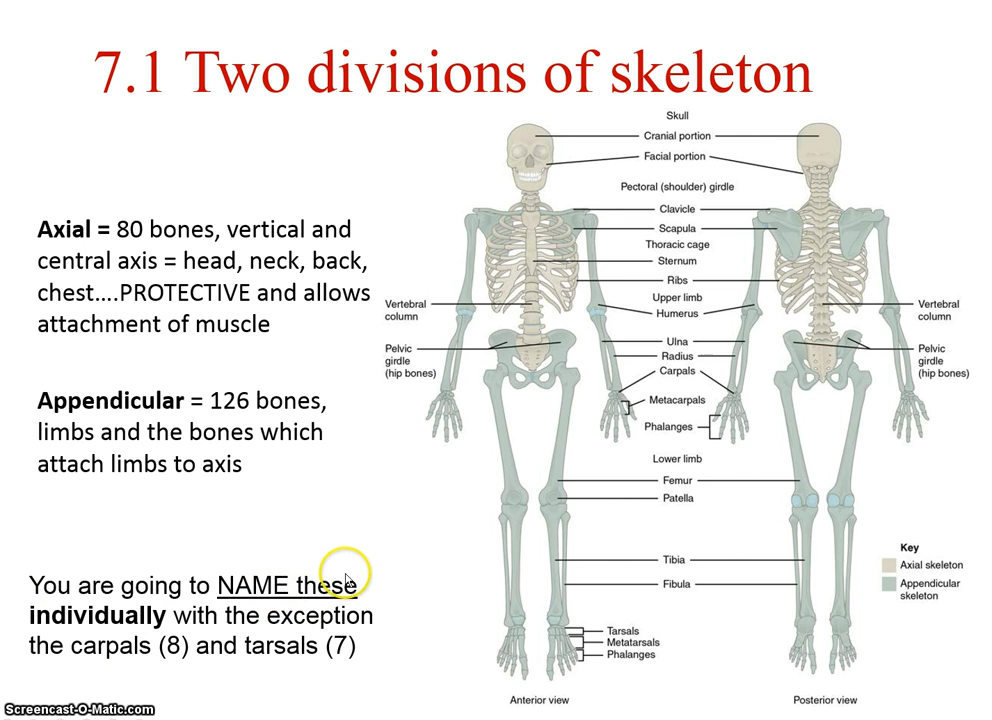 7.1 Two divisions of skeleton
Axial = 80 bones, vertical and
central axis = head, neck, back,
chest....PROTECTIVE and allows
attachment of muscle
Appendicular = 126 bones,
limbs and the bones which
attach limbs to axis
You are going to NAME these
individually with the exception
the carpals (8) and tarsals (7)
Skull
Cranial portion
Facial portion
Pectoral (shoulder) girdle
Clavicle
Scapula
Thoracic cage
Sternum
Ribs
Upper limb
Humerus
Ulna
Radius
Carpals
Metacarpals
Phalanges
Lower limb
Femur
Patella
Tibia
Fibula
Tarsals
Metatarsals
Phalanges
Vertebral
column
Pelvic
girdle
(hip bones)
Vertebral
column
Pelvic
girdle
(hip bones)
Key
Axial skeleton
Appendicular
skeleton
Anterior view
Posterior view
Screencast-O-Matic.com